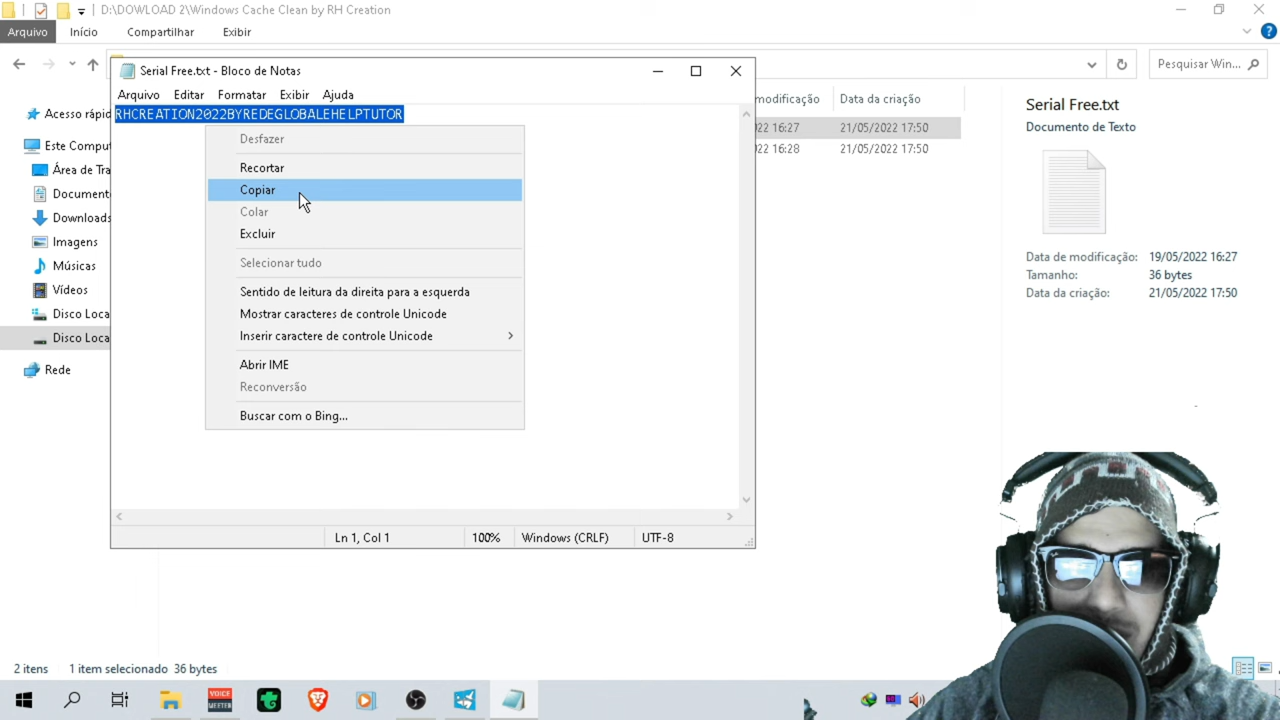 D:\DOWLOAD 2\Windows Cache Clean by RH Creation
Arquivo Início Compartilhar Exibir
Pesquisar Win...
Serial Free.txt - Bloco de Notas
Arquivo Editar Formatar Exibir Ajuda
RHCREATION2022BYREDEGLOBALEHELPTUTOR
Desfazer
Recortar
Copiar
Colar
Excluir
Selecionar tudo
Sentido de leitura da direita para a esquerda
Mostrar caracteres de controle Unicode
Inserir caractere de controle Unicode
Abrir IME
Reconversão
Buscar com o Bing...
Ln 1, Col 1 100% Windows (CRLF) UTF-8
Acesso rápid
Este Comput
Área de Tra
Document
Downloads
Imagens
Músicas
Vídeos
Disco Loca
Disco Loca
Rede
modificação Data da criação
22 16:27 21/05/2022 17:50
22 16:28 21/05/2022 17:50
Serial Free.txt
Documento de Texto
Data de modificação: 19/05/2022 16:27
Tamanho: 36 bytes
Data da criação: 21/05/2022 17:50
2 itens 1 item selecionado 36 bytes
VOICE
MEETER